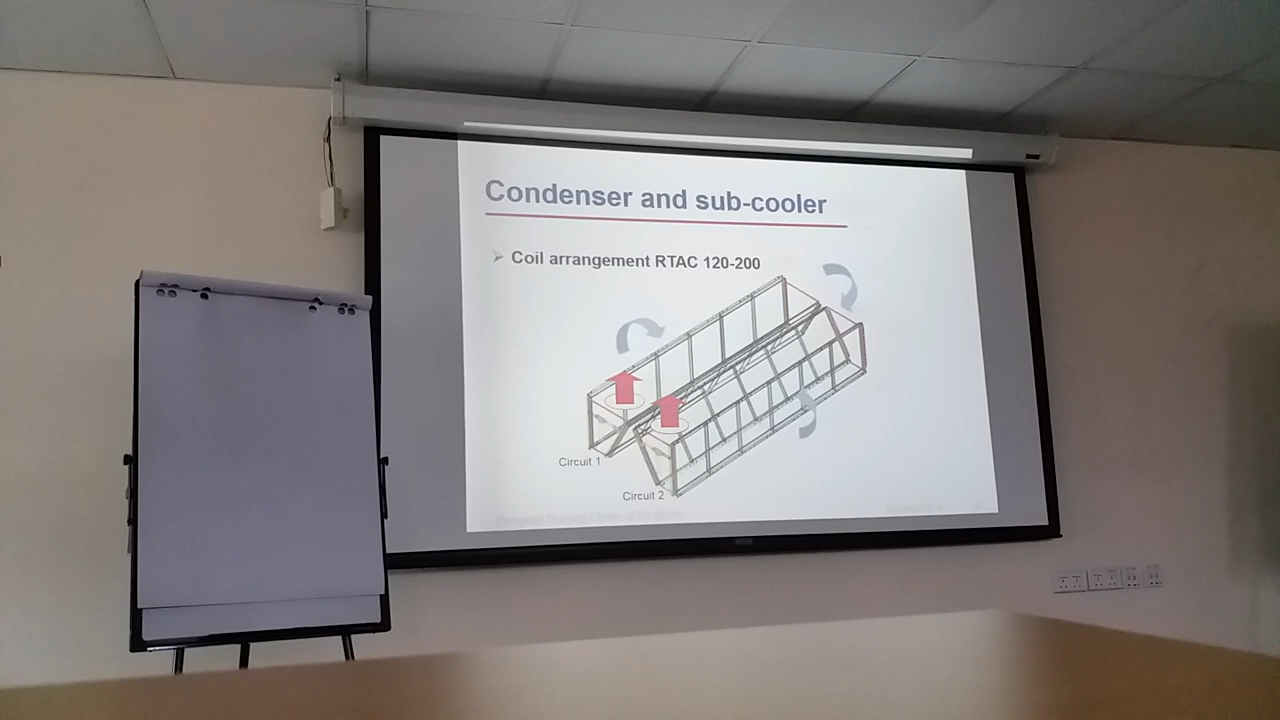 Condenser and sub-cooler
➢ Coil arrangement RTAC 120-200
Circuit 1
Circuit 2